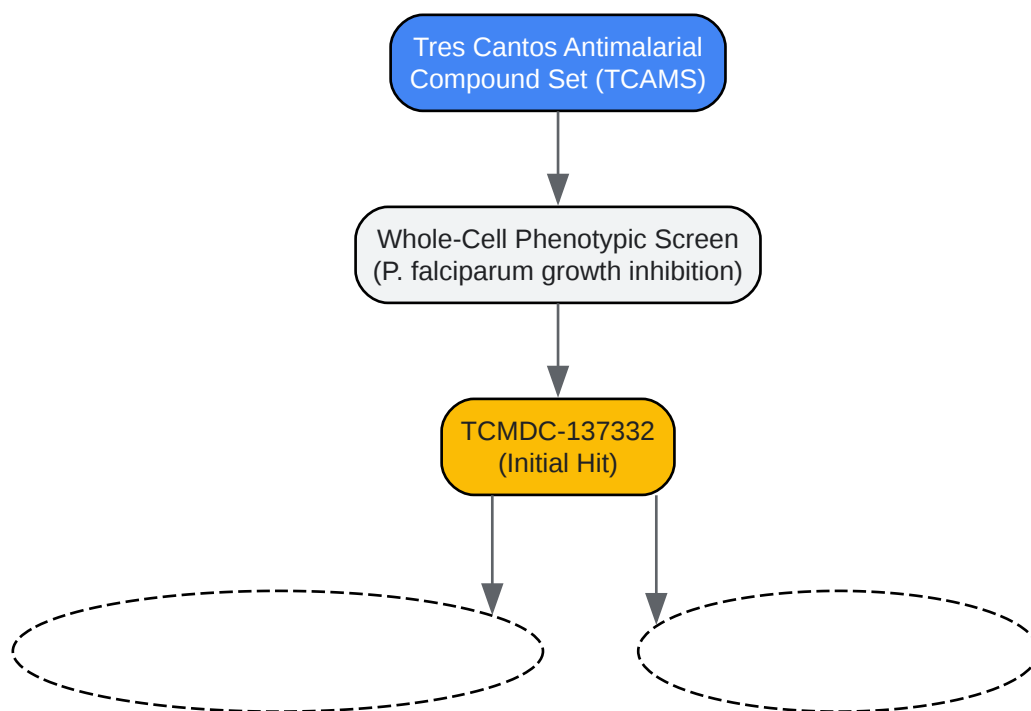 Tres Cantos Antimalarial
Compound Set (TCAMS)
Whole-Cell Phenotypic Screen
(P. falciparum growth inhibition)
TCMDC-137332
(Initial Hit)